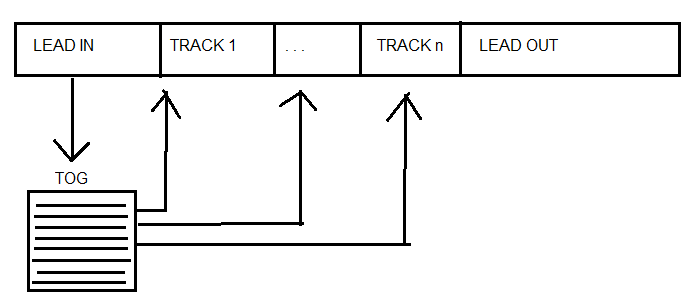 LEAD IN
TRACK 1
. . .
TRACK n
LEAD OUT
TOG